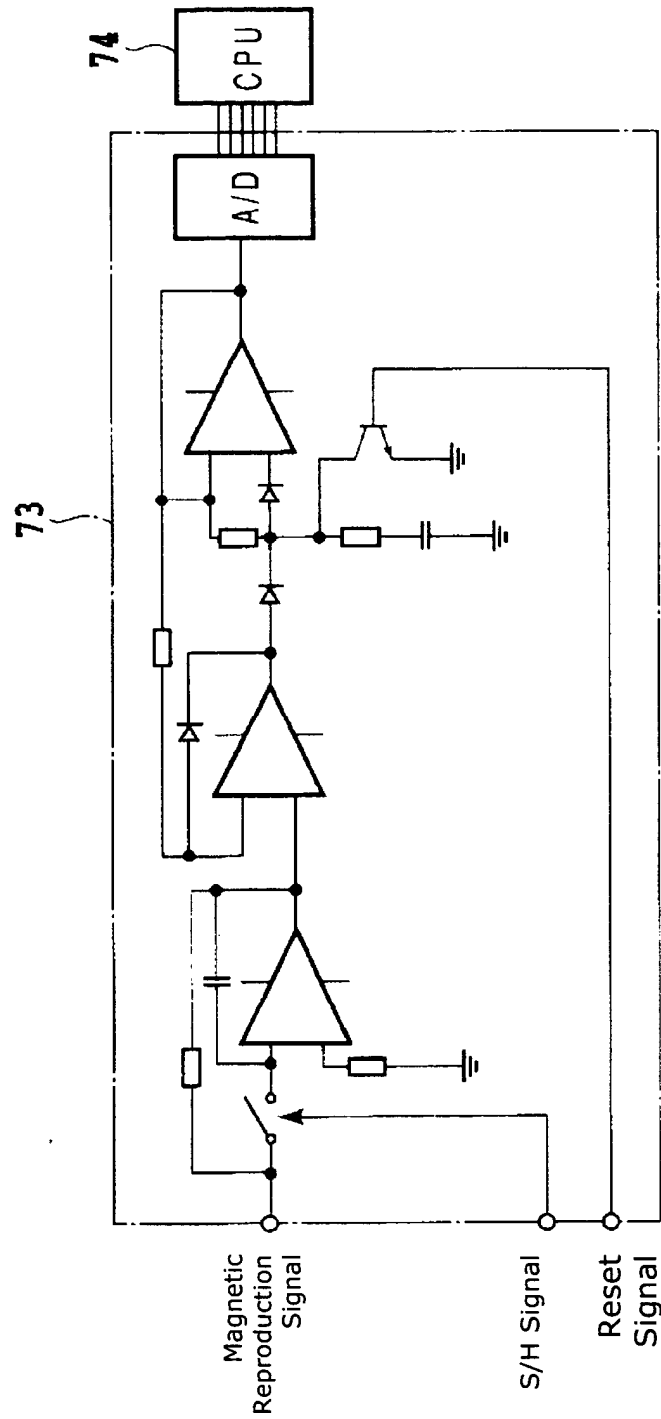 73
74
A/D
CPU
Magnetic
Reproduction
Signal
S/H Signal
Reset
Signal